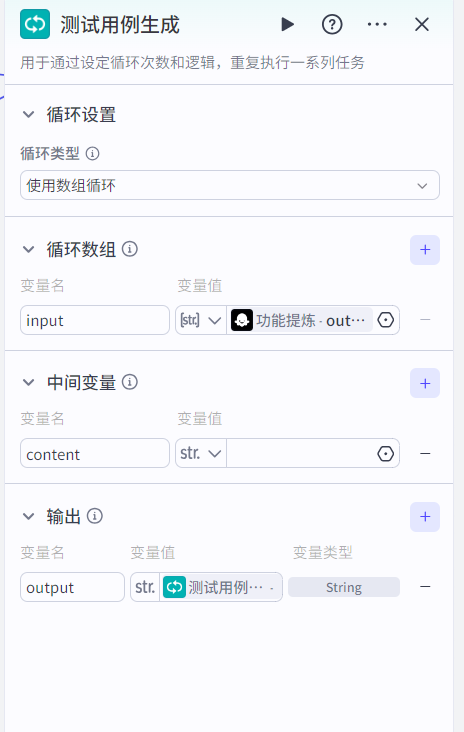 测试用例生成
用于通过设定循环次数和逻辑，重复执行一系列任务
循环设置
循环类型
使用数组循环
循环数组
变量名 变量值
input [str.] 功能提炼 · out···
中间变量
变量名 变量值
content str.
输出
变量名 变量值 变量类型
output str. 测试用例··· · String